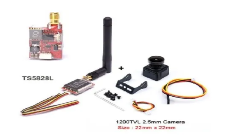 TS5828L
+
1200TVL 2.5mm Camera
Size : 22mm x 22mm